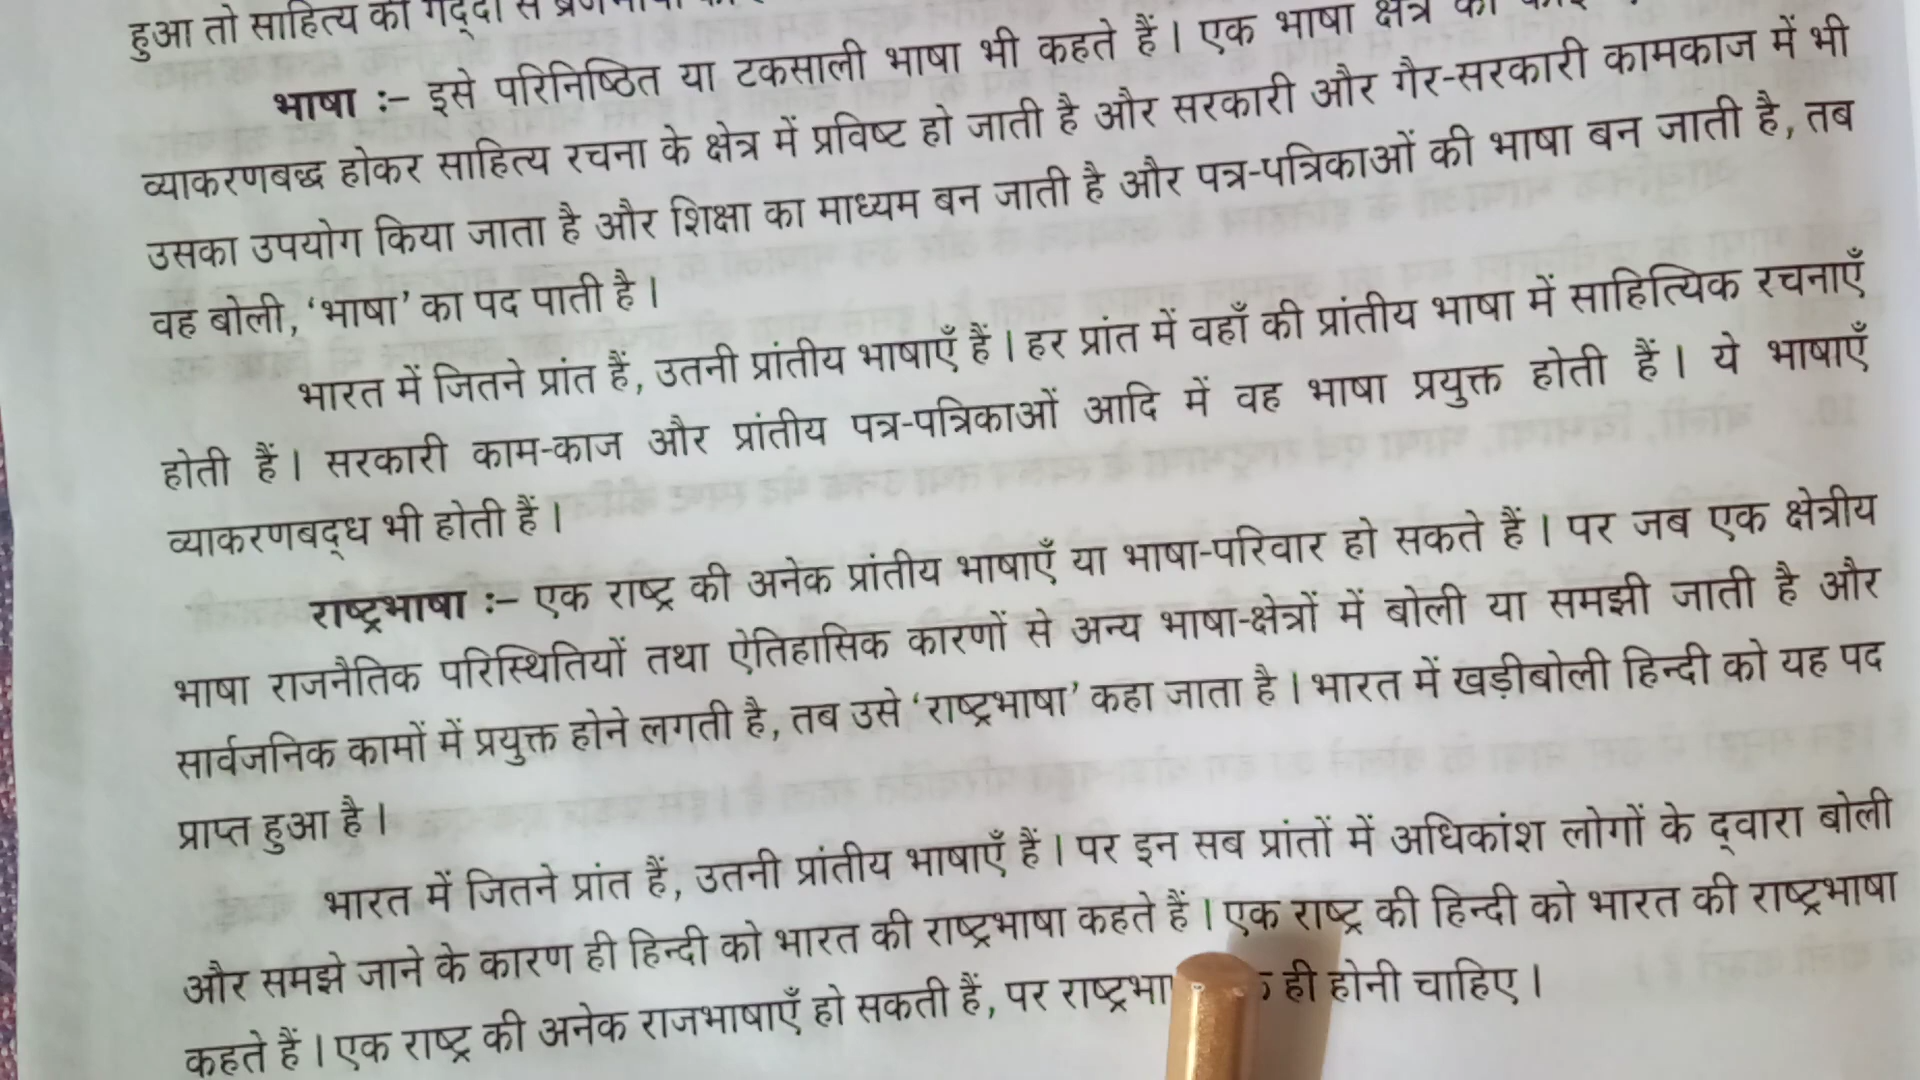 हुआ तो साहित्य की गद्दी से
भाषा :– इसे परिनिष्ठित या टकसाली भाषा भी कहते हैं। एक भाषा क्षेत्र
व्याकरणबद्ध होकर साहित्य रचना के क्षेत्र में प्रविष्ट हो जाती है और सरकारी और गैर-सरकारी कामकाज में भी
उसका उपयोग किया जाता है और शिक्षा का माध्यम बन जाती है और पत्र-पत्रिकाओं की भाषा बन जाती है, तब
वह बोली, ‘भाषा’ का पद पाती है।
भारत में जितने प्रांत हैं, उतनी प्रांतीय भाषाएँ हैं। हर प्रांत में वहाँ की प्रांतीय भाषा में साहित्यिक रचनाएँ
होती हैं। सरकारी काम-काज और प्रांतीय पत्र-पत्रिकाओं आदि में वह भाषा प्रयुक्त होती हैं। ये भाषाएँ
व्याकरणबद्ध भी होती हैं।
राष्ट्रभाषा :– एक राष्ट्र की अनेक प्रांतीय भाषाएँ या भाषा-परिवार हो सकते हैं। पर जब एक क्षेत्रीय
भाषा राजनैतिक परिस्थितियों तथा ऐतिहासिक कारणों से अन्य भाषा-क्षेत्रों में बोली या समझी जाती है और
सार्वजनिक कामों में प्रयुक्त होने लगती है, तब उसे ‘राष्ट्रभाषा’ कहा जाता है। भारत में खड़ीबोली हिन्दी को यह पद
प्राप्त हुआ है।
भारत में जितने प्रांत हैं, उतनी प्रांतीय भाषाएँ हैं। पर इन सब प्रांतों में अधिकांश लोगों के द्वारा बोली
और समझे जाने के कारण ही हिन्दी को भारत की राष्ट्रभाषा कहते हैं। एक राष्ट्र की हिन्दी को भारत की राष्ट्रभाषा
कहते हैं। एक राष्ट्र की अनेक राजभाषाएँ हो सकती हैं, पर ही होनी चाहिए।